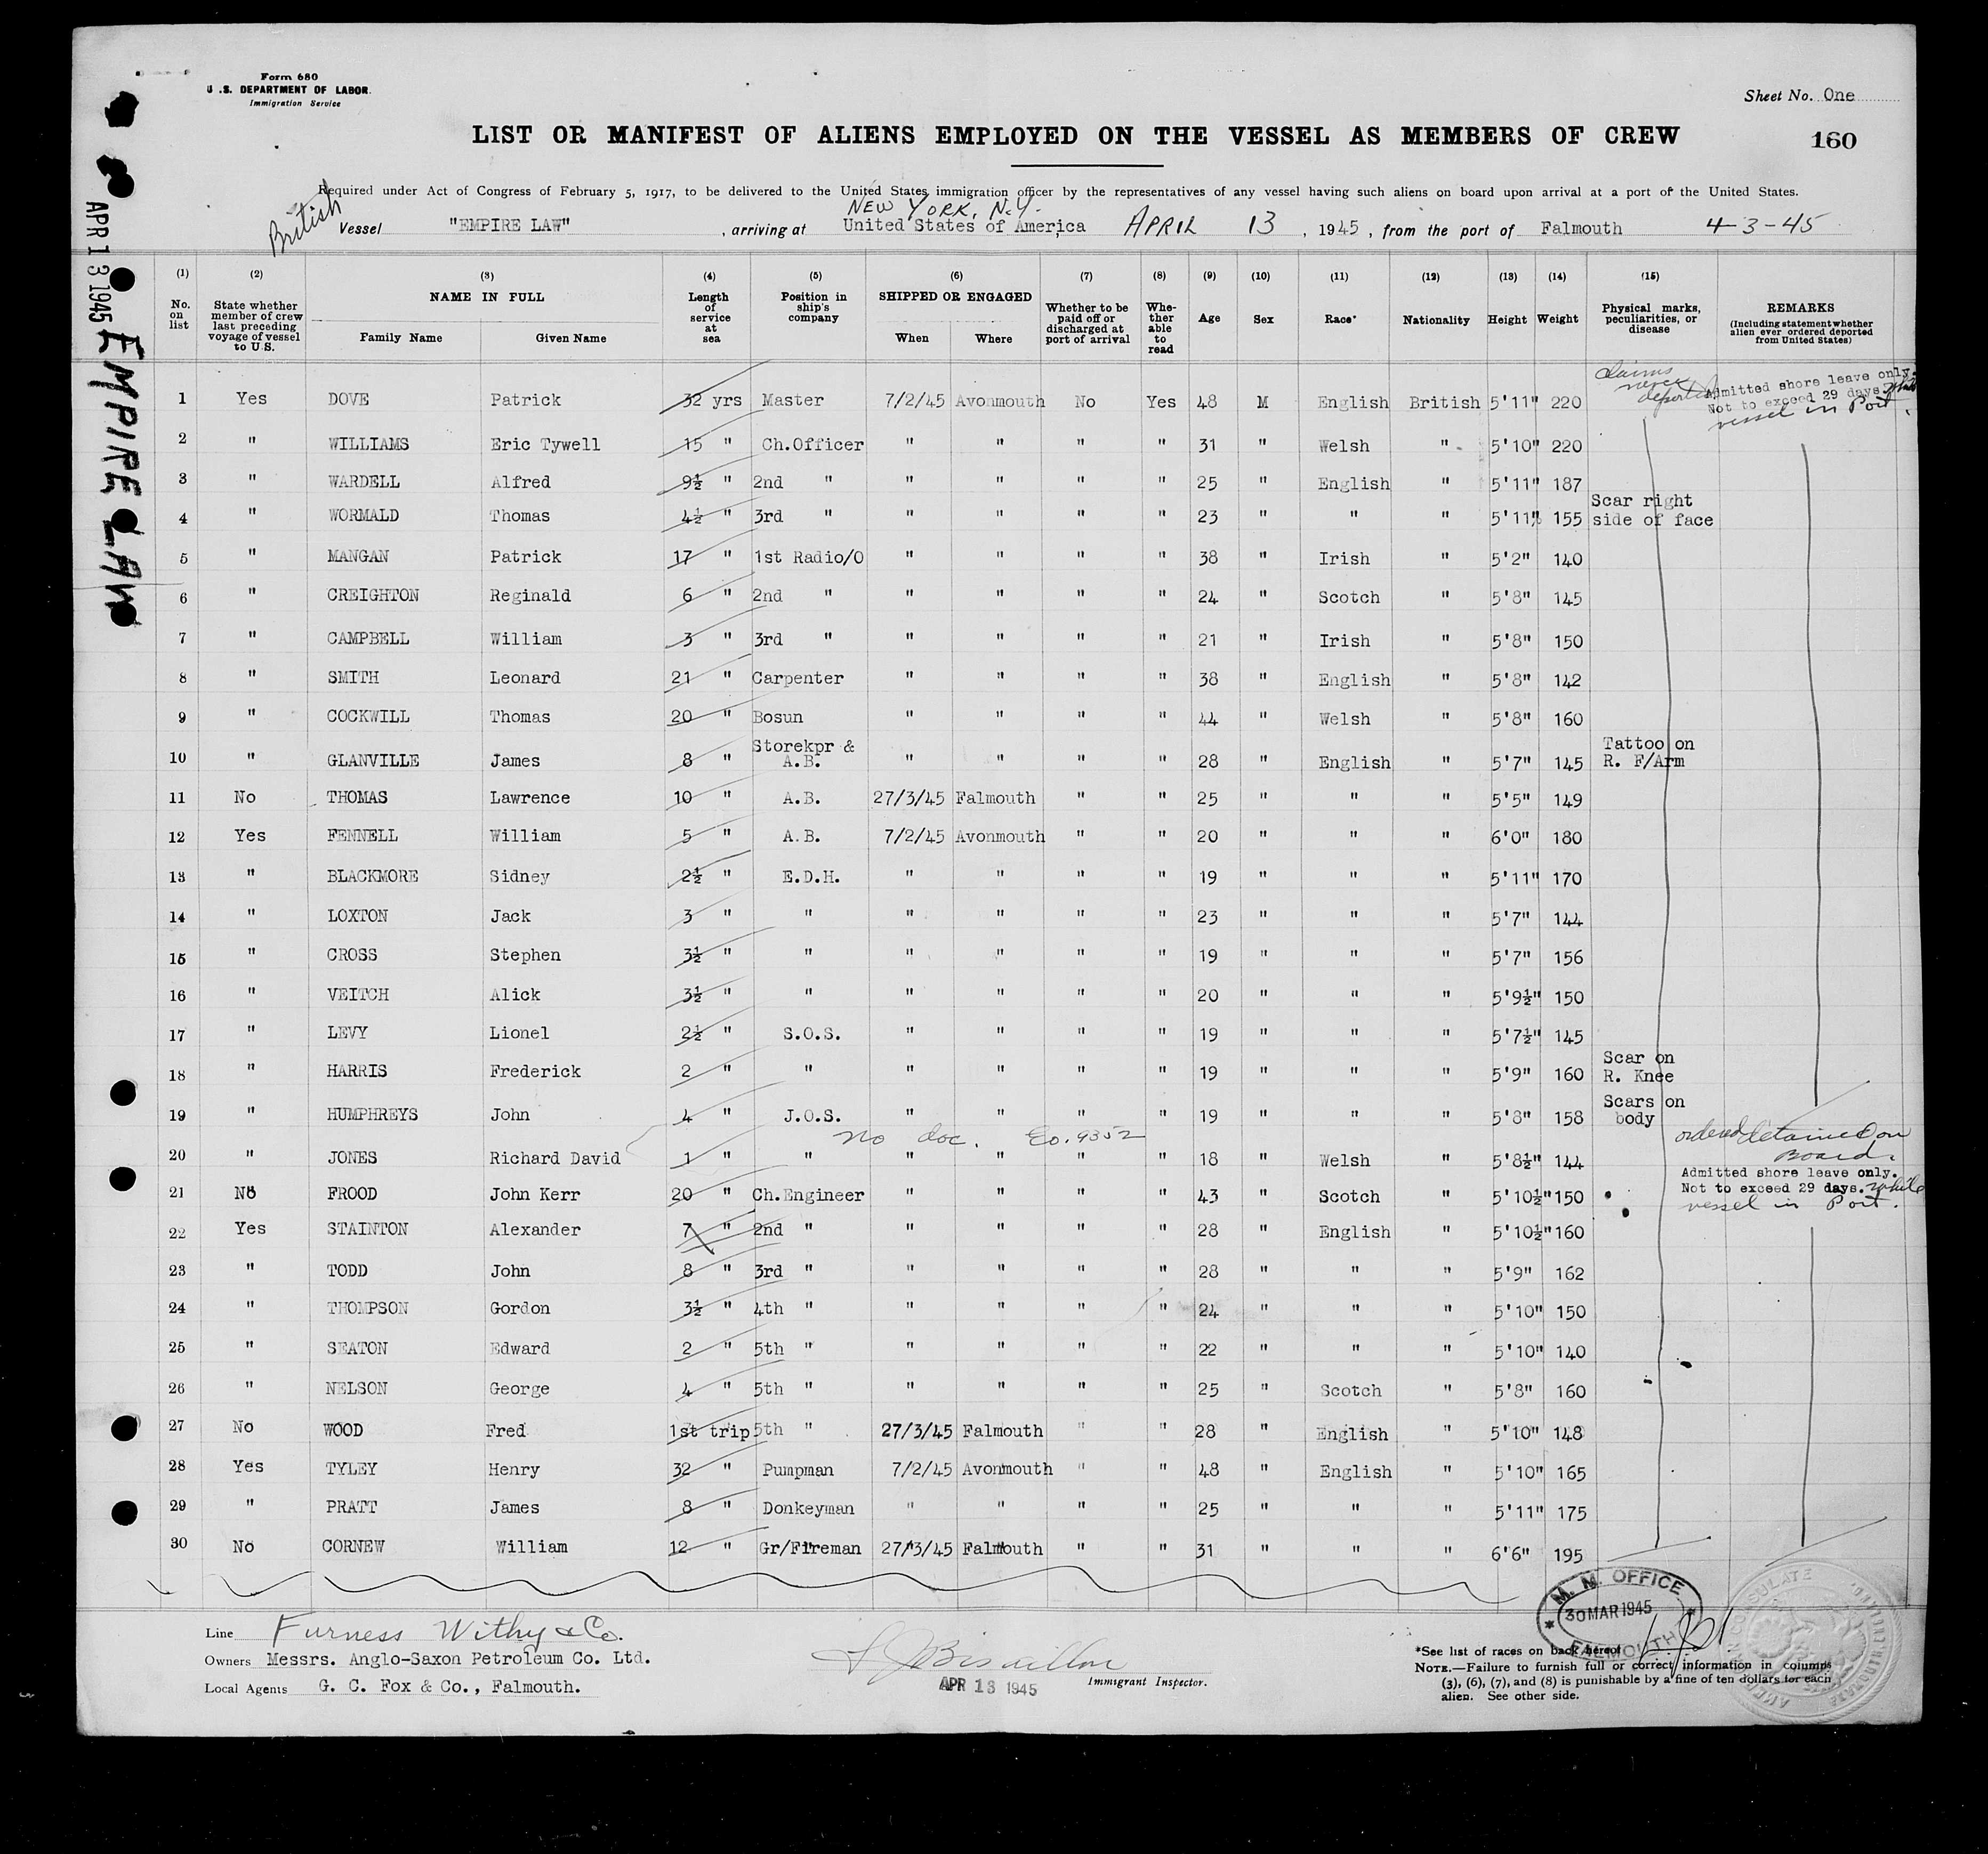 Form 680
U.S. DEPARTMENT OF LABOR.
Immigration Service
Sheet No. One
LIST OR MANIFEST OF ALIENS EMPLOYED ON THE VESSEL AS MEMBERS OF CREW
160
Required under Act of Congress of February 5, 1917, to be delivered to the United States immigration officer by the representatives of any vessel having such aliens on board upon arrival at a port of the United States.
British
NEW YORK, N.Y.
Vessel "EMPIRE LAW" , arriving at United States of America APRIL 13 , 1945 , from the port of Falmouth 4-3-45
APR 13 1945
EMPIRE LAW
(1) (2) (3) (4) (5) (6) (7) (8) (9) (10) (11) (12) (13) (14) (15)
No. on list
State whether member of crew last preceding voyage of vessel to U.S.
NAME IN FULL
Family Name Given Name
Length of service at sea
Position in ship's company
SHIPPED OR ENGAGED
When Where
Whether to be paid off or discharged at port of arrival
Whe-ther able to read
Age
Sex
Race*
Nationality
Height
Weight
Physical marks, peculiarities, or disease
REMARKS
(Including statement whether alien ever ordered deported from United States)
claims never deported
Admitted shore leave only.
Not to exceed 29 days. while
vessel in Port.
1 Yes DOVE Patrick 32 yrs Master 7/2/45 Avonmouth No Yes 48 M English British 5'11" 220
2 " WILLIAMS Eric Tywell 15 " Ch.Officer " " " " 31 " Welsh " 5'10" 220
3 " WARDELL Alfred 9½ " 2nd " " " " " 25 " English " 5'11" 187
4 " WORMALD Thomas 4½ " 3rd " " " " " 23 " " " 5'11" 155 Scar right side of face
5 " MANGAN Patrick 17 " 1st Radio/O " " " " 38 " Irish " 5'2" 140
6 " CREIGHTON Reginald 6 " 2nd " " " " " 24 " Scotch " 5'8" 145
7 " CAMPBELL William 3 " 3rd " " " " " 21 " Irish " 5'8" 150
8 " SMITH Leonard 21 " Carpenter " " " " 38 " English " 5'8" 142
9 " COCKWILL Thomas 20 " Bosun " " " " 44 " Welsh " 5'8" 160
10 " GLANVILLE James 8 " Storekpr & A.B. " " " " 28 " English " 5'7" 145 Tattoo on R. F/Arm
11 No THOMAS Lawrence 10 " A.B. 27/3/45 Falmouth " " 25 " " " 5'5" 149
12 Yes FENNELL William 5 " A.B. 7/2/45 Avonmouth " " 20 " " " 6'0" 180
13 " BLACKMORE Sidney 2½ " E.D.H. " " " " 19 " " " 5'11" 170
14 " LOXTON Jack 3 " " " " " " 23 " " " 5'7" 144
15 " CROSS Stephen 3½ " " " " " " 19 " " " 5'7" 156
16 " VEITCH Alick 3½ " " " " " " 20 " " " 5'9½" 150
17 " LEVY Lionel 2½ " S.O.S. " " " " 19 " " " 5'7½" 145
18 " HARRIS Frederick 2 " " " " " " 19 " " " 5'9" 160 Scar on R. Knee
19 " HUMPHREYS John 4 " J.O.S. " " " " 19 " " " 5'8" 158 Scars on body
no doc. Eo. 9352
ordered detained on board.
20 " JONES Richard David 1 " " " " " " 18 " Welsh " 5'8½" 144
Admitted shore leave only.
Not to exceed 29 days. while
vessel in Port.
21 No FROOD John Kerr 20 " Ch.Engineer " " " " 43 " Scotch " 5'10½" 150
22 Yes STAINTON Alexander 7 " 2nd " " " " " 28 " English " 5'10½" 160
23 " TODD John 8 " 3rd " " " " " 28 " " " 5'9" 162
24 " THOMPSON Gordon 3½ " 4th " " " " " 24 " " " 5'10" 150
25 " SEATON Edward 2 " 5th " " " " " 22 " " " 5'10" 140
26 " NELSON George 4 " 5th " " " " " 25 " Scotch " 5'8" 160
27 No WOOD Fred 1st trip 5th " 27/3/45 Falmouth " " 28 " English " 5'10" 148
28 Yes TYLEY Henry 32 " Pumpman 7/2/45 Avonmouth " " 48 " English " 5'10" 165
29 " PRATT James 8 " Donkeyman " " " " 25 " " " 5'11" 175
30 No CORNEW William 12 " Gr/Fireman 27/3/45 Falmouth " " 31 " " " 6'6" 195
M. M. OFFICE
30 MAR 1945
FALMOUTH
Line Furness Withy & Co.
Owners Messrs. Anglo-Saxon Petroleum Co. Ltd.
Local Agents G. C. Fox & Co., Falmouth.
APR 13 1945
Immigrant Inspector.
*See list of races on back hereof.
NOTE.—Failure to furnish full or correct information in columns
(3), (6), (7), and (8) is punishable by a fine of ten dollars for each
alien. See other side.